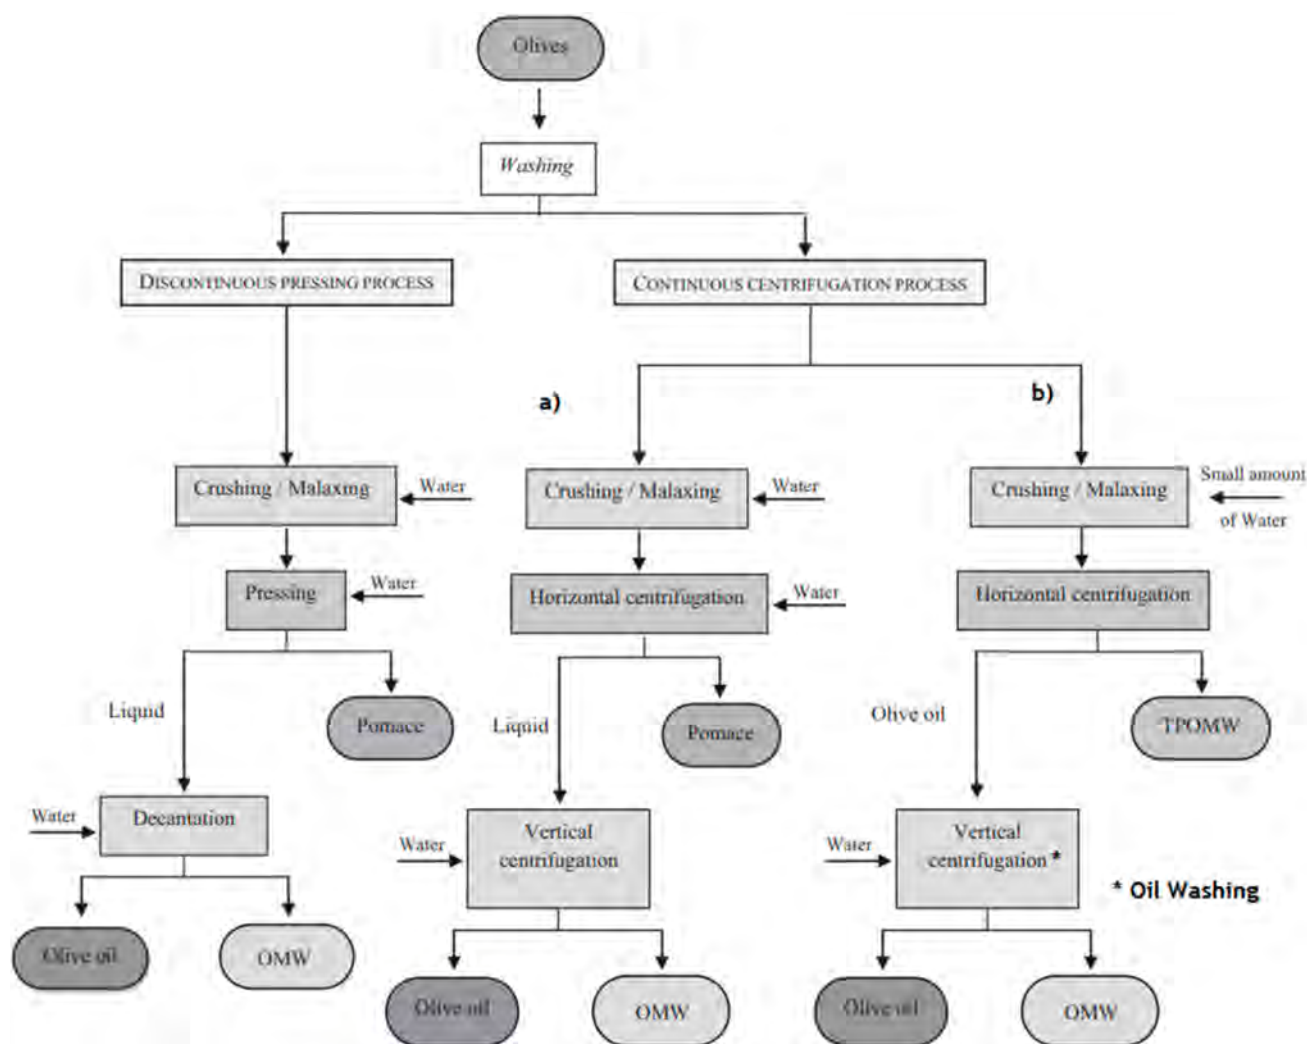 Olives
Washing
DISCONTINUOUS PRESSING PROCESS
CONTINUOUS CENTRIFUGATION PROCESS
a)
b)
Crushing / Malaxing
Water
Crushing / Malaxing
Water
Crushing / Malaxing
Small amount
of Water
Pressing
Water
Horizontal centrifugation
Water
Horizontal centrifugation
Liquid
Pomace
Liquid
Pomace
Olive oil
TPOMW
Water
Decantation
Water
Vertical
centrifugation
Water
Vertical
centrifugation *
* Oil Washing
Olive oil
OMW
Olive oil
OMW
Olive oil
OMW